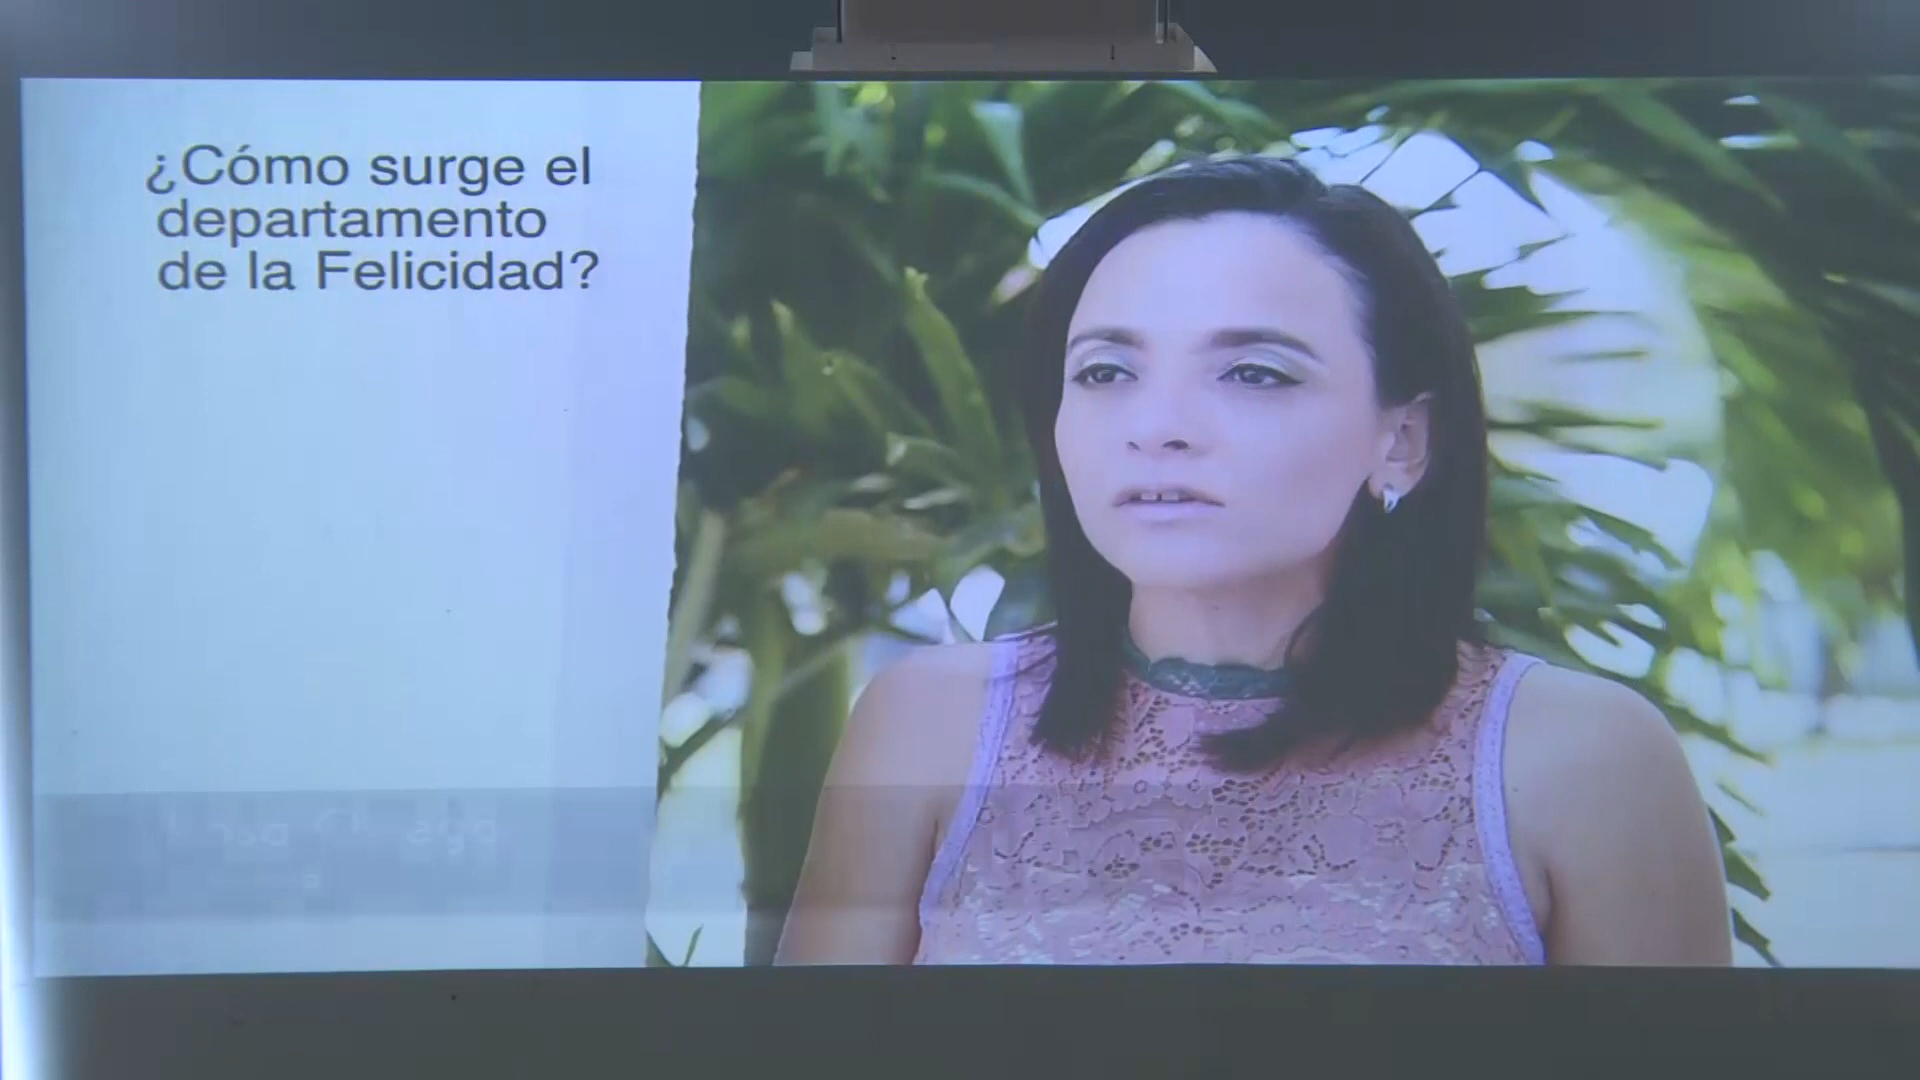 ¿Cómo surge el
departamento
de la Felicidad?